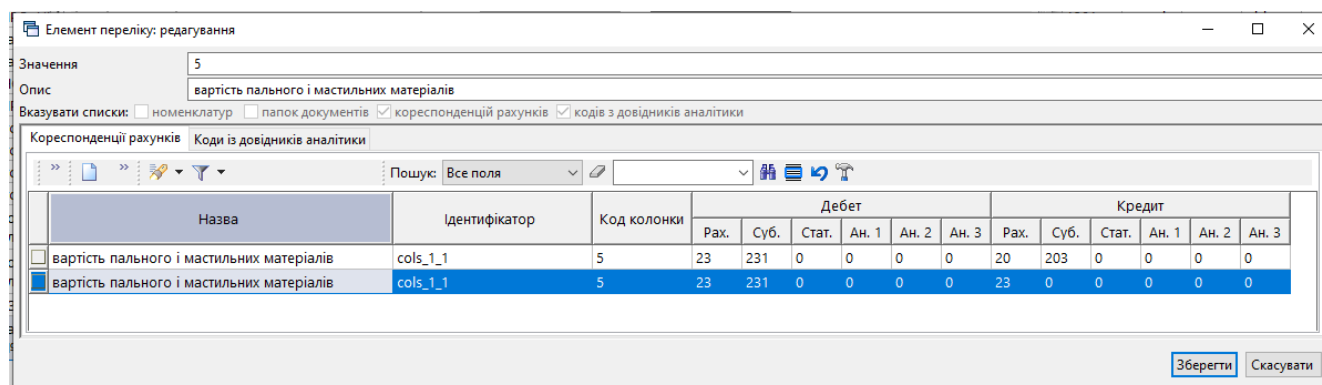 Елемент переліку: редагування
Значення 5
Опис вартість пального і мастильних матеріалів
Вказувати списки: номенклатур папок документів кореспонденцій рахунків кодів з довідників аналітики
Кореспонденції рахунків Коди із довідників аналітики
Пошук: Все поля
Назва Ідентифікатор Код колонки Дебет Кредит
Рах. Суб. Стат. Ан. 1 Ан. 2 Ан. 3 Рах. Суб. Стат. Ан. 1 Ан. 2 Ан. 3
вартість пального і мастильних матеріалів cols_1_1 5 23 231 0 0 0 0 20 203 0 0 0 0
вартість пального і мастильних матеріалів cols_1_1 5 23 231 0 0 0 0 23 0 0 0 0 0
Зберегти Скасувати